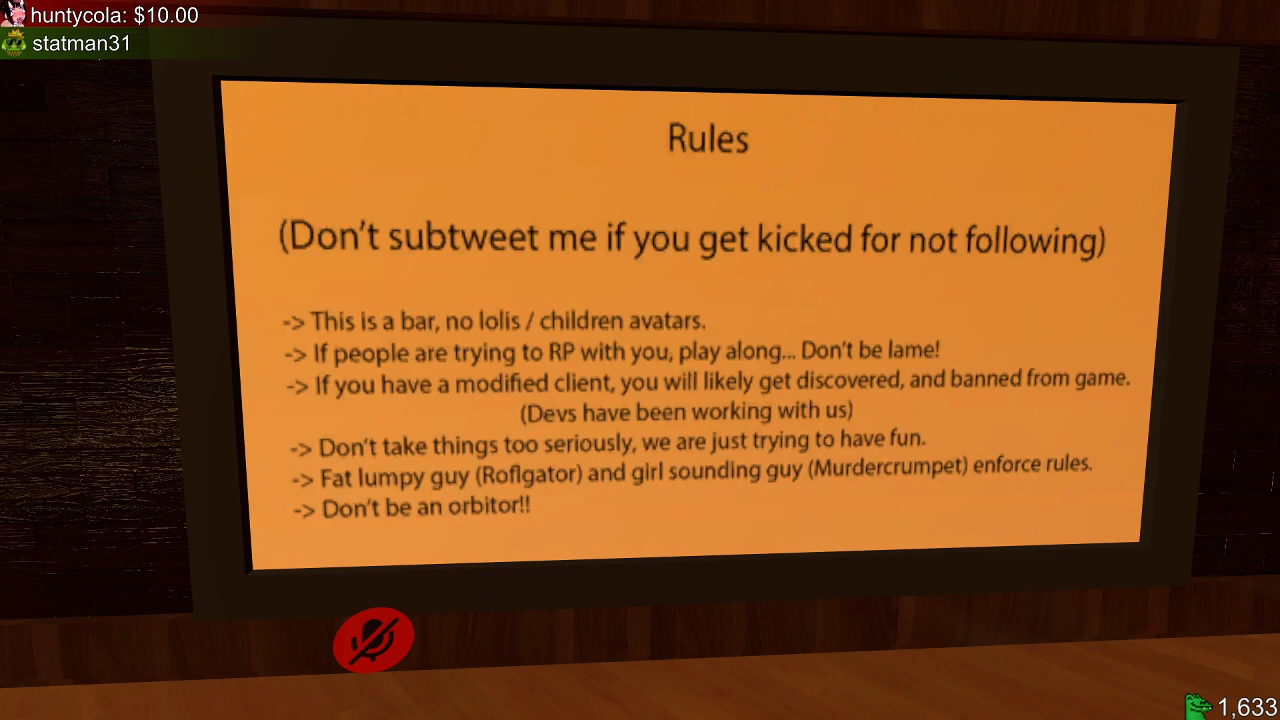 huntycola: $10.00
statman31
Rules
(Don't subtweet me if you get kicked for not following)
-> This is a bar, no lolis / children avatars.
-> If people are trying to RP with you, play along... Don't be lame!
-> If you have a modified client, you will likely get discovered, and banned from game.
(Devs have been working with us)
-> Don't take things too seriously, we are just trying to have fun.
-> Fat lumpy guy (Roflgator) and girl sounding guy (Murdercrumpet) enforce rules.
-> Don't be an orbitor!!
1,633